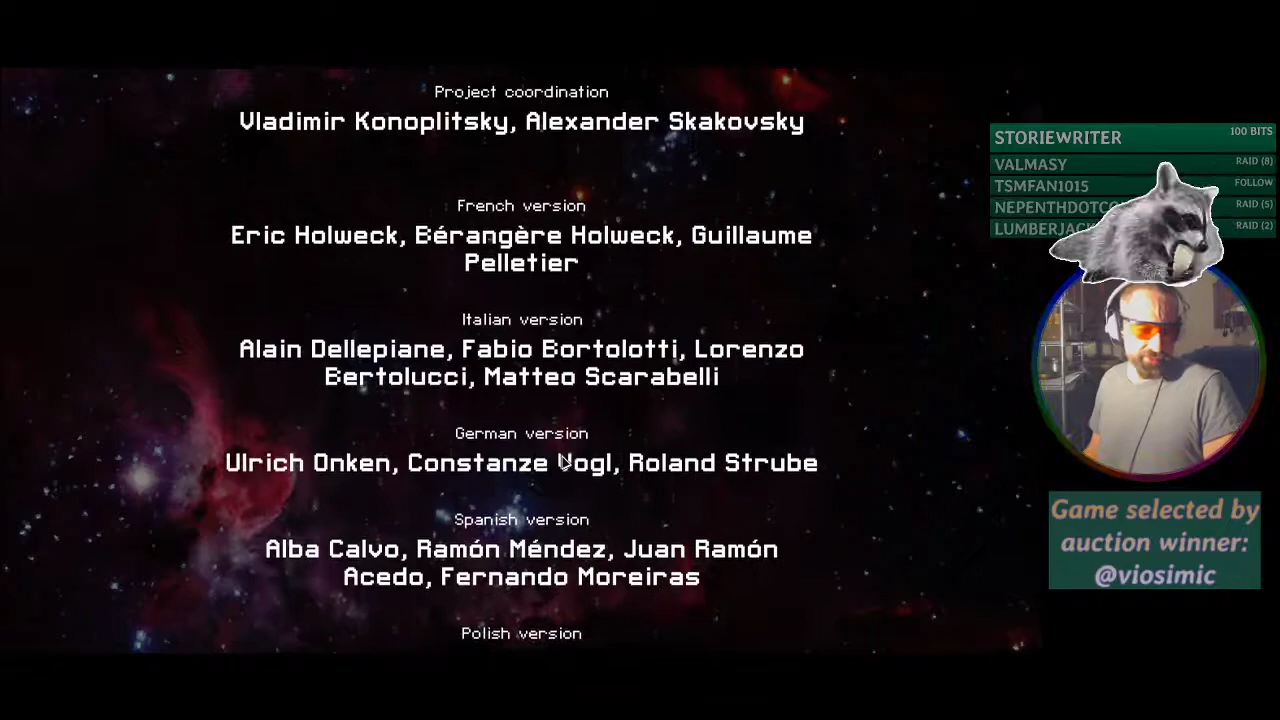 Project coordination
Vladimir Konoplitsky, Alexander Skakovsky
French version
Eric Holweck, Bérangère Holweck, Guillaume
Pelletier
Italian version
Alain Dellepiane, Fabio Bortolotti, Lorenzo
Bertolucci, Matteo Scarabelli
German version
Ulrich Onken, Constanze Vogl, Roland Strube
Spanish version
Alba Calvo, Ramón Méndez, Juan Ramón
Acedo, Fernando Moreiras
Polish version
STORIEWRITER 100 BITS
VALMASY RAID (8)
TSMFAN1015 FOLLOW
RAID (5)
RAID (2)
Game selected by
auction winner:
@viosimic